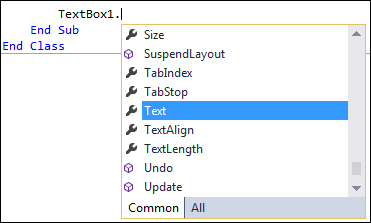 TextBox1.
End Sub
End Class
Size
SuspendLayout
TabIndex
TabStop
Text
TextAlign
TextLength
Undo
Update
Common All